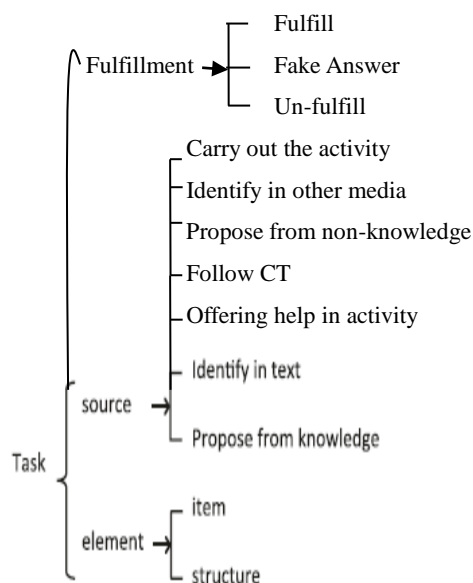 Fulfill
Fulfillment
Fake Answer
Un-fulfill
Carry out the activity
Identify in other media
Propose from non-knowledge
Follow CT
Offering help in activity
Identify in text
source
Propose from knowledge
Task
item
element
structure